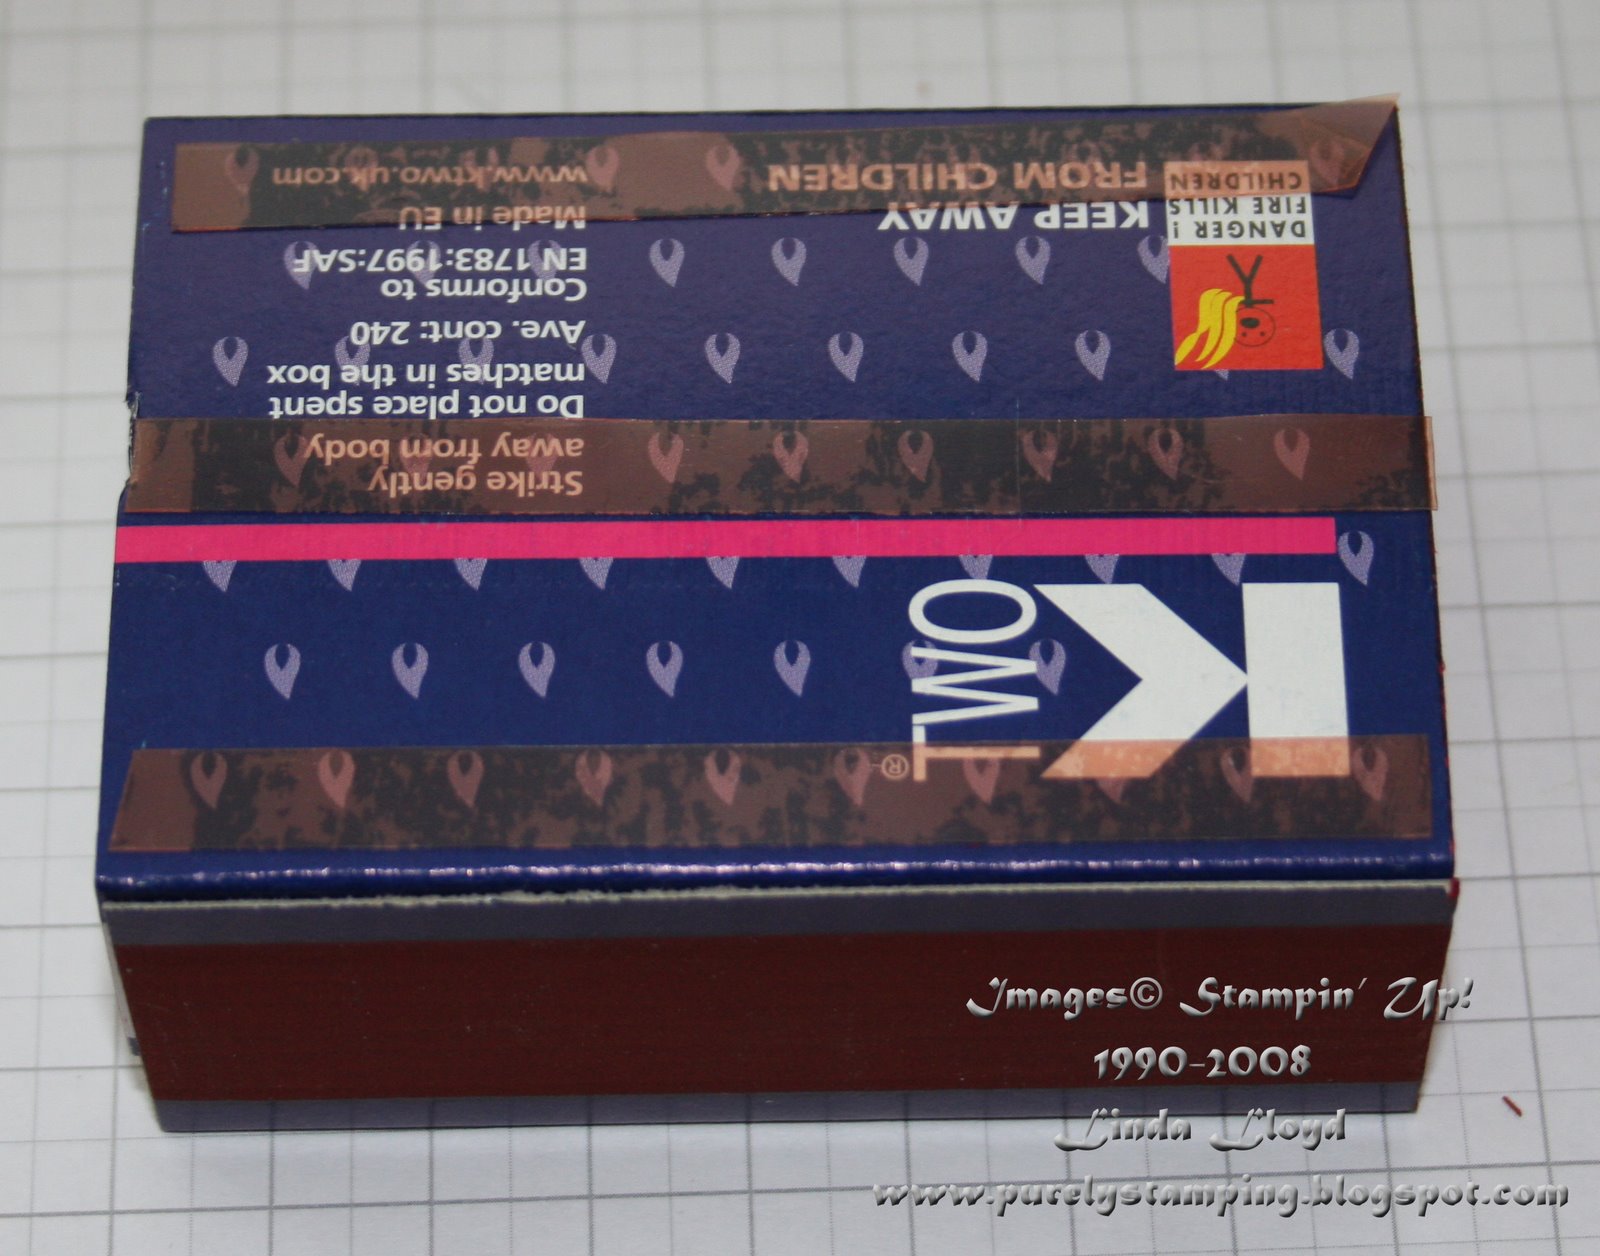 K
TWO
®
Strike gently
away from body
Do not place spent
matches in the box
Ave. cont: 240
Conforms to
EN 1783:1997:SAF
Made in EU
www.ktwo.uk.com
DANGER!
FIRE KILLS
CHILDREN
KEEP AWAY
FROM CHILDREN
Images© Stampin' Up!
1990-2008
Linda Lloyd
www.purelystamping.blogspot.com